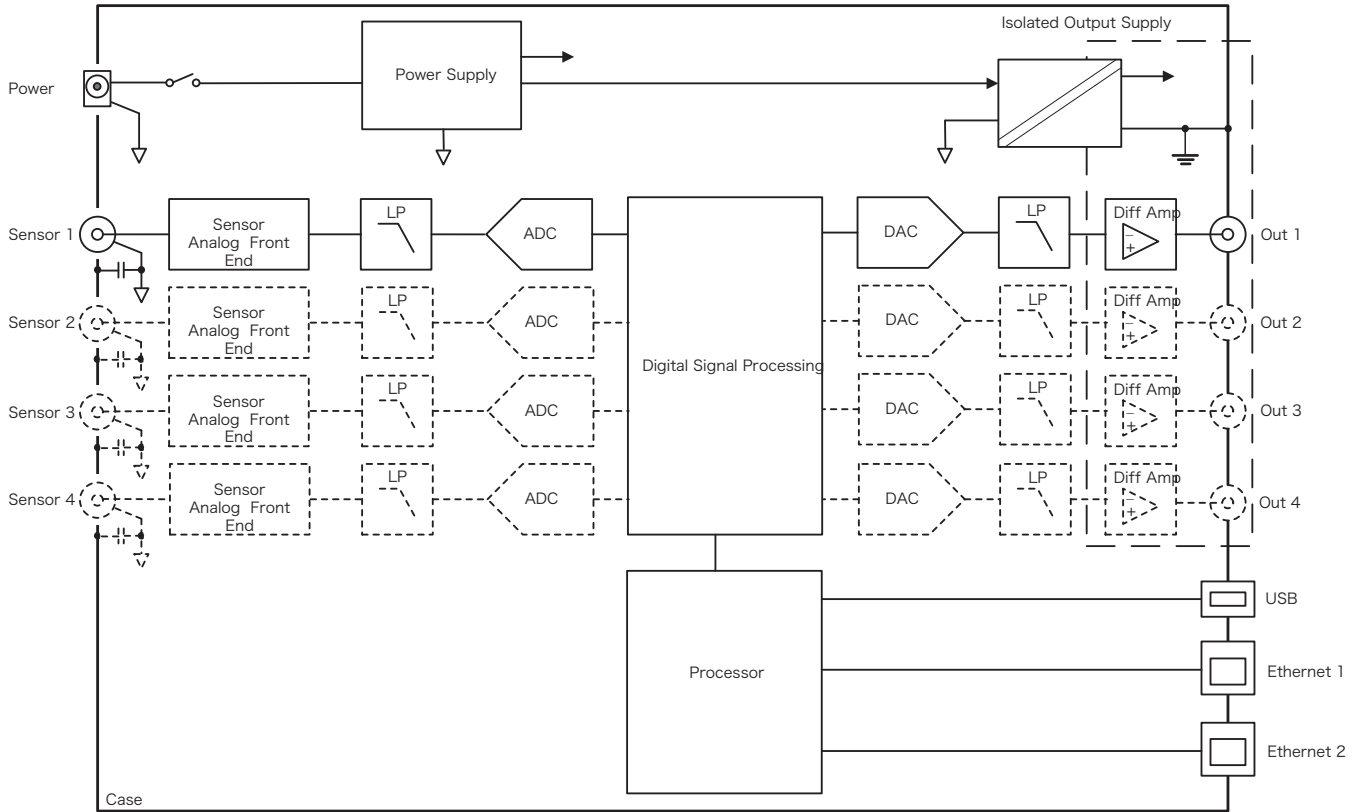 Isolated Output Supply
Power
Power Supply
Sensor 1
Sensor
Analog Front
End
LP
ADC
DAC
LP
Diff Amp
−
+
Out 1
Sensor 2
Sensor
Analog Front
End
LP
ADC
DAC
LP
Diff Amp
−
+
Out 2
Digital Signal Processing
Sensor 3
Sensor
Analog Front
End
LP
ADC
DAC
LP
Diff Amp
−
+
Out 3
Sensor 4
Sensor
Analog Front
End
LP
ADC
DAC
LP
Diff Amp
−
+
Out 4
USB
Processor
Ethernet 1
Ethernet 2
Case